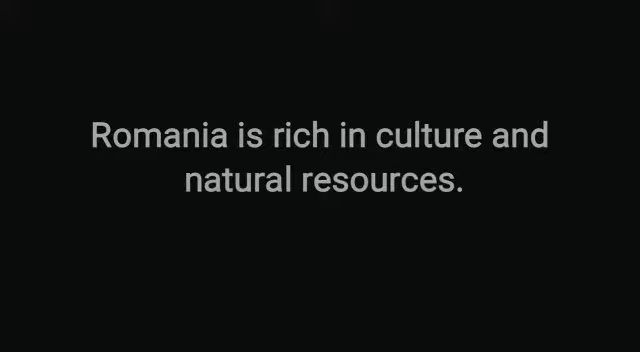 Romania is rich in culture and
natural resources.